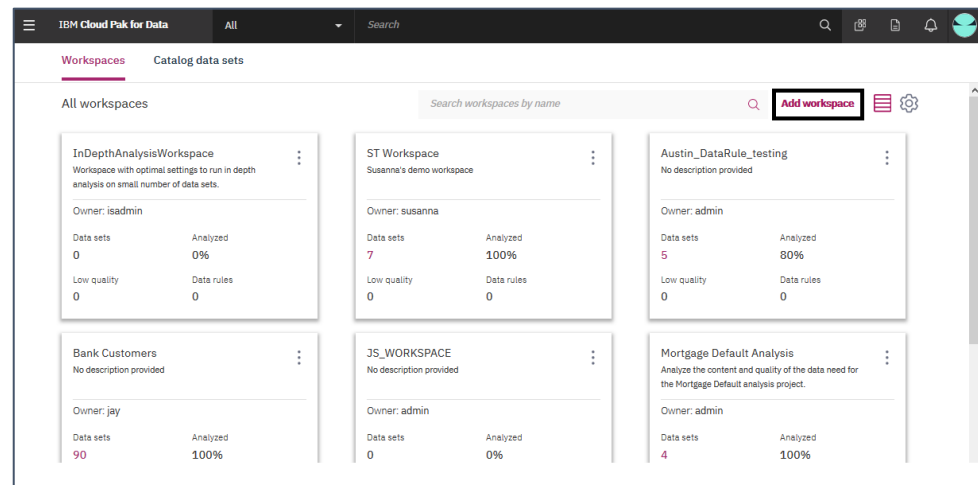 IBM Cloud Pak for Data All Search
Workspaces Catalog data sets
All workspaces Search workspaces by name Add workspace
InDepthAnalysisWorkspace
Workspace with optimal settings to run in depth
analysis on small number of data sets.
Owner: isadmin
Data sets Analyzed
0 0%
Low quality Data rules
0 0
ST Workspace
Susanna's demo workspace
Owner: susanna
Data sets Analyzed
7 100%
Low quality Data rules
0 0
Austin_DataRule_testing
No description provided
Owner: admin
Data sets Analyzed
5 80%
Low quality Data rules
0 0
Bank Customers
No description provided
Owner: jay
Data sets Analyzed
90 100%
JS_WORKSPACE
No description provided
Owner: admin
Data sets Analyzed
0 0%
Mortgage Default Analysis
Analyze the content and quality of the data need for
the Mortgage Default analysis project.
Owner: admin
Data sets Analyzed
4 100%